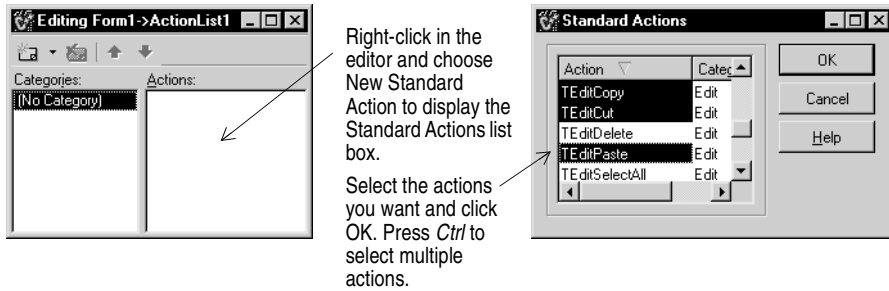 Editing Form1->ActionList1
Categories:
Actions:
(No Category)
Right-click in the
editor and choose
New Standard
Action to display the
Standard Actions list
box.
Select the actions
you want and click
OK. Press Ctrl to
select multiple
actions.
Standard Actions
Action Categ
TEditCopy Edit
TEditCut Edit
TEditDelete Edit
TEditPaste Edit
TEditSelectAll Edit
OK
Cancel
Help